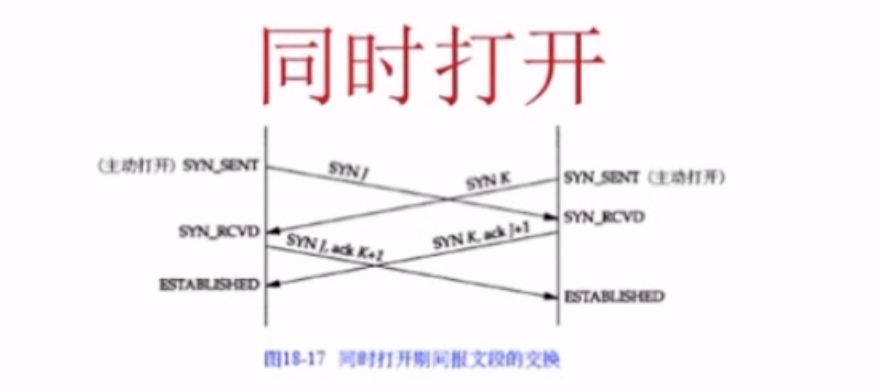 同时打开
（主动打开）SYN_SENT
SYN J
SYN K
SYN_SENT（主动打开）
SYN_RCVD
SYN_RCVD
SYN J, ack K+1
SYN K, ack J+1
ESTABLISHED
ESTABLISHED
图18-17 同时打开期间报文段的交换